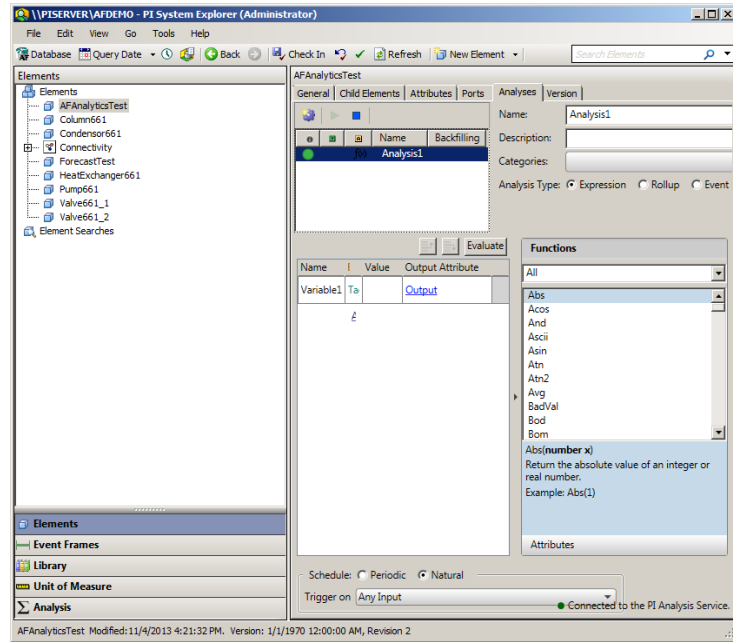 \\PISERVER\AFDEMO - PI System Explorer (Administrator)
File Edit View Go Tools Help
Database Query Date Back Check In Refresh New Element Search Elements
Elements
Elements
AFAnalyticsTest
Column661
Condensor661
Connectivity
ForecastTest
HeatExchanger661
Pump661
Valve661_1
Valve661_2
Element Searches
Elements
Event Frames
Library
Unit of Measure
Analysis
AFAnalyticsTest
General Child Elements Attributes Ports Analyses Version
Name Backfilling
f(x) Analysis1
Name: Analysis1
Description:
Categories:
Analysis Type: Expression Rollup Event
Evaluate
Name Value Output Attribute
Variable1 Ta Output
Functions
All
Abs
Acos
And
Ascii
Asin
Atn
Atn2
Avg
BadVal
Bod
Bom
Abs(number x)
Return the absolute value of an integer or
real number.
Example: Abs(1)
Attributes
Schedule: Periodic Natural
Trigger on Any Input
Connected to the PI Analysis Service.
AFAnalyticsTest Modified:11/4/2013 4:21:32 PM. Version: 1/1/1970 12:00:00 AM, Revision 2